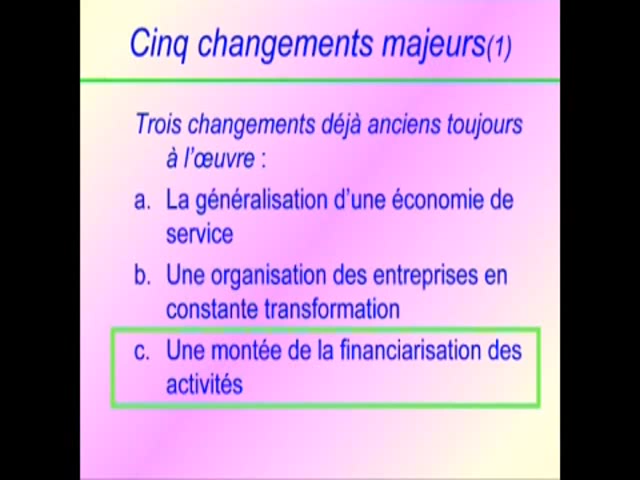 Cinq changements majeurs(1)
Trois changements déjà anciens toujours
à l'œuvre :
a. La généralisation d'une économie de
service
b. Une organisation des entreprises en
constante transformation
c. Une montée de la financiarisation des
activités